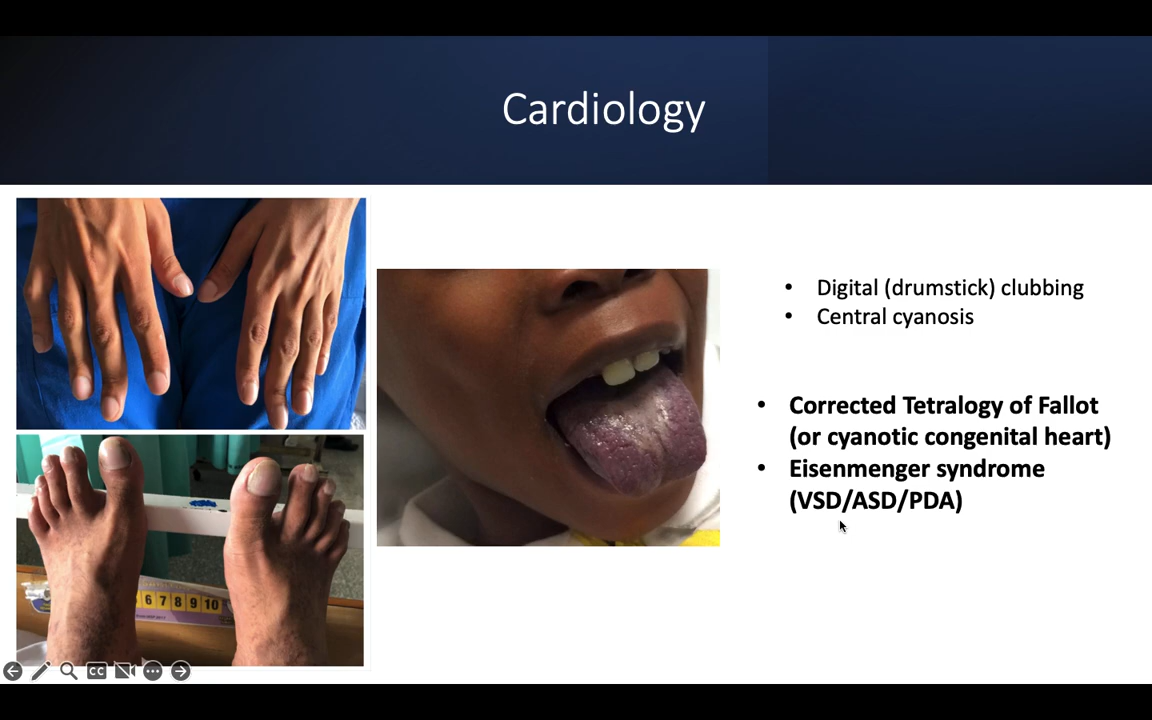 Cardiology
• Digital (drumstick) clubbing
• Central cyanosis
• Corrected Tetralogy of Fallot
(or cyanotic congenital heart)
• Eisenmenger syndrome
(VSD/ASD/PDA)
6 7 8 9 10
CC